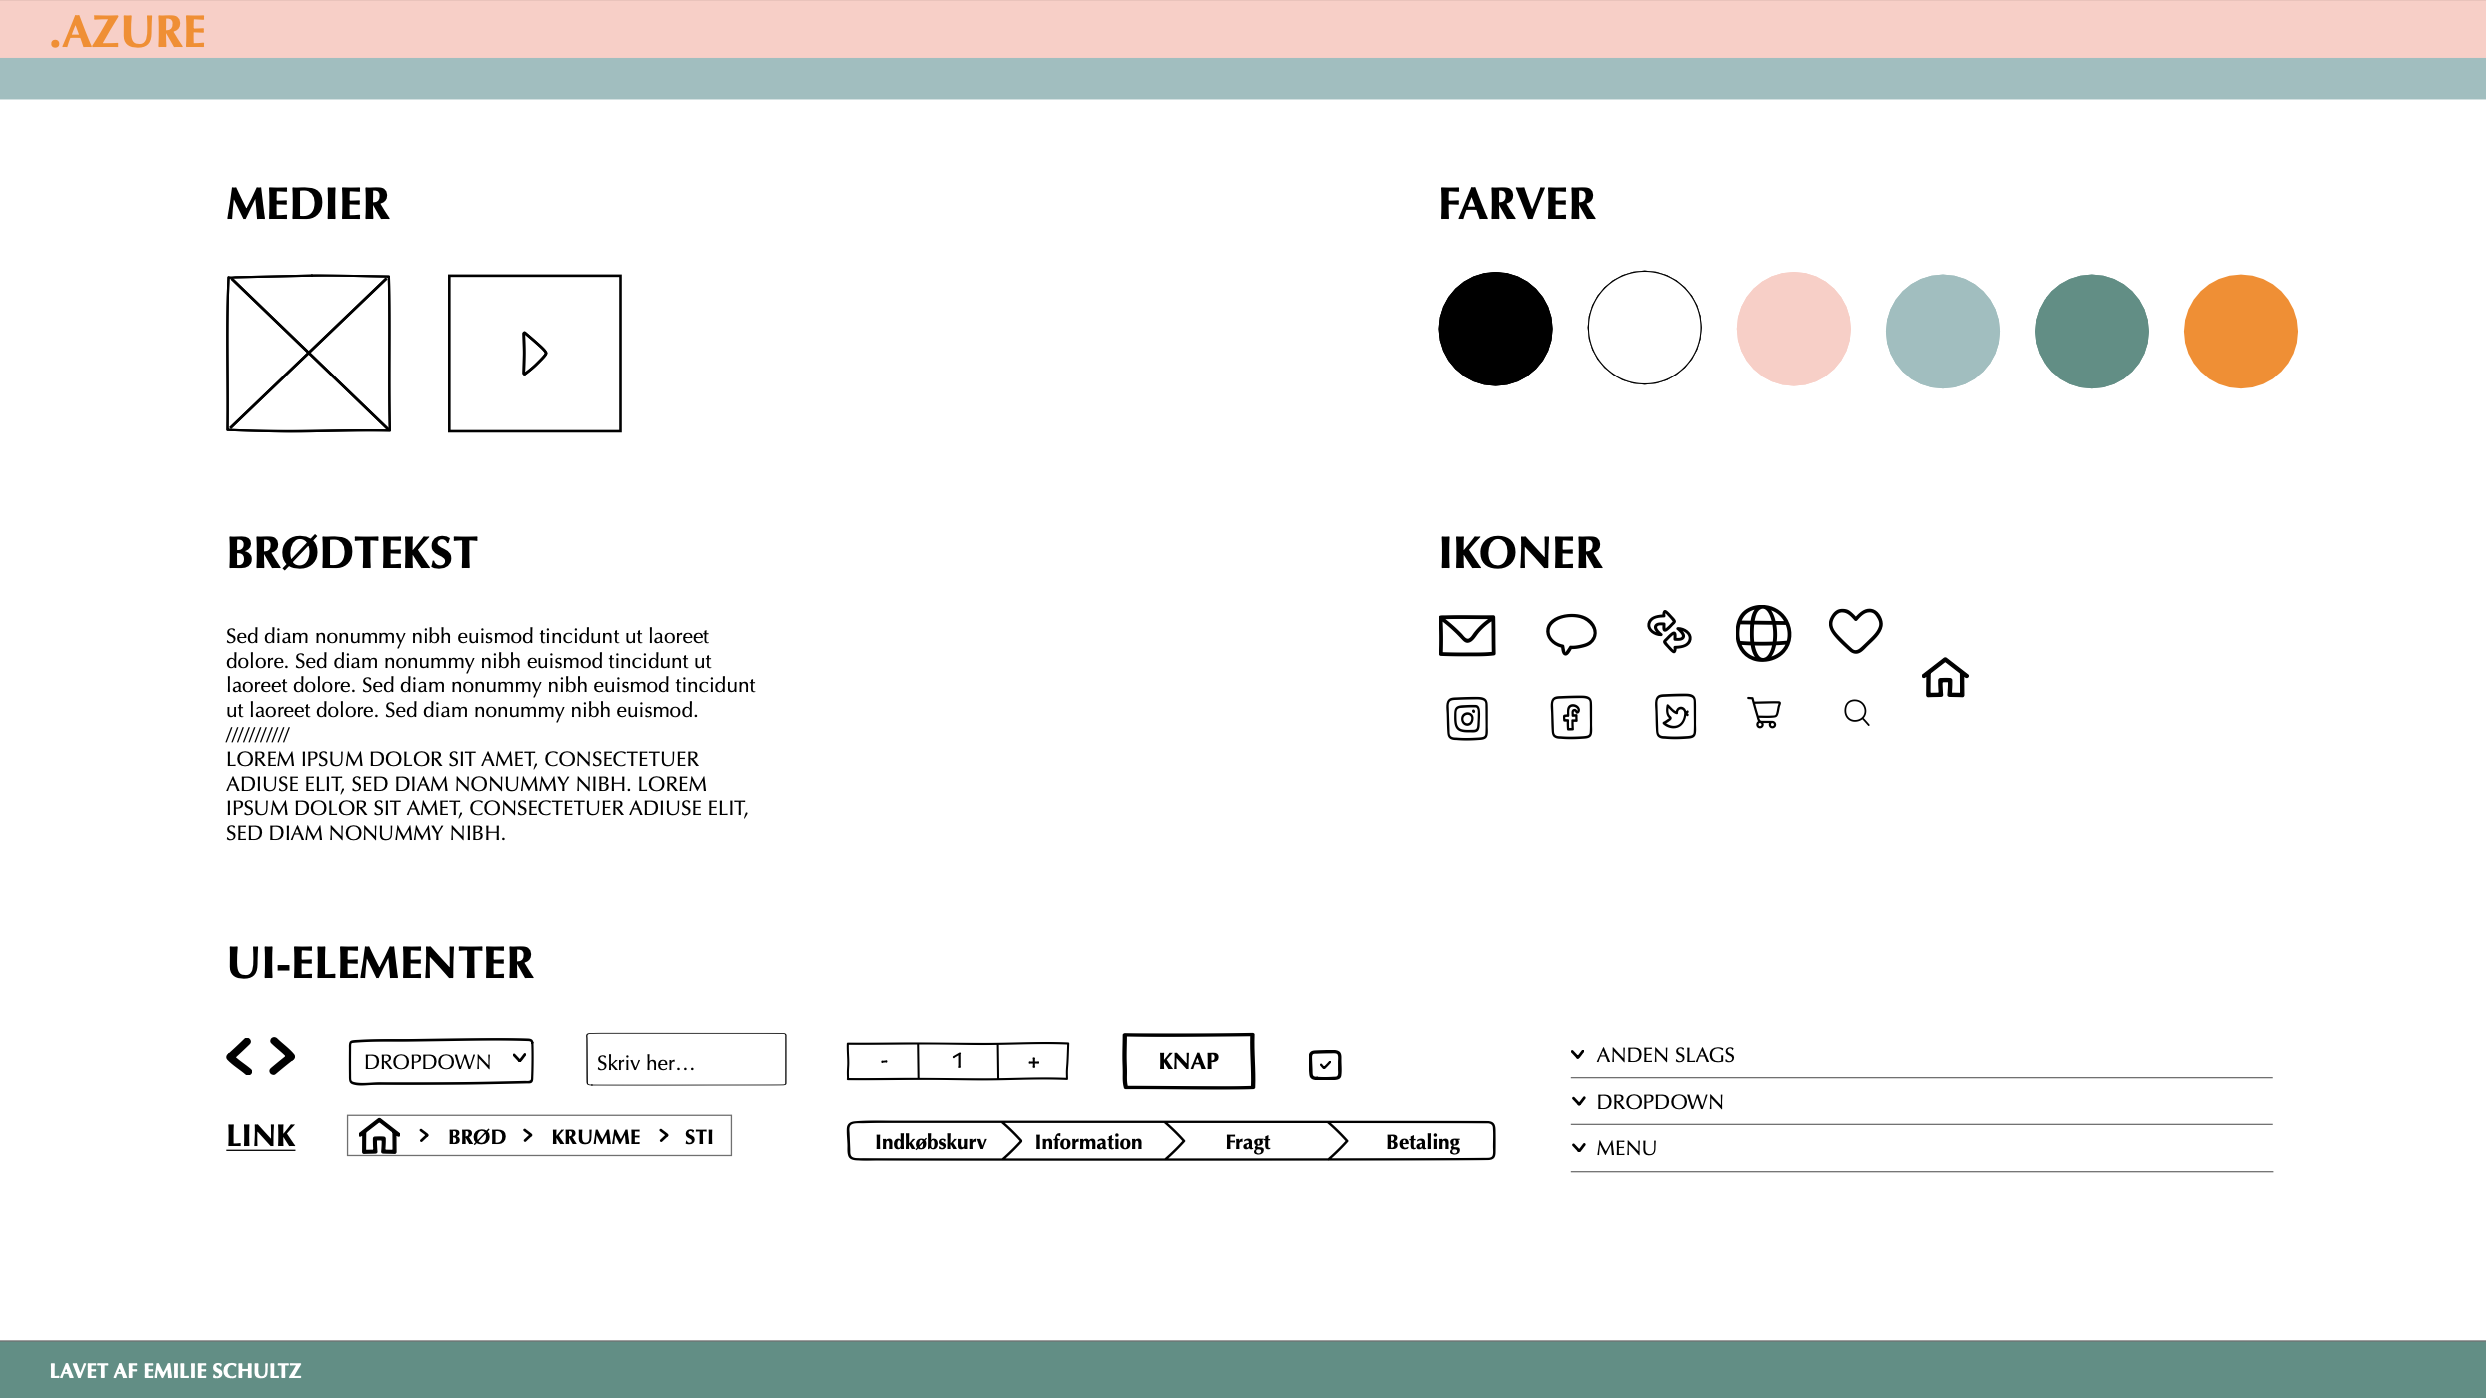 .AZURE
MEDIER
FARVER
BRØDTEKST
IKONER
Sed diam nonummy nibh euismod tincidunt ut laoreet
dolore. Sed diam nonummy nibh euismod tincidunt ut
laoreet dolore. Sed diam nonummy nibh euismod tincidunt
ut laoreet dolore. Sed diam nonummy nibh euismod.
///////////
LOREM IPSUM DOLOR SIT AMET, CONSECTETUER
ADIUSE ELIT, SED DIAM NONUMMY NIBH. LOREM
IPSUM DOLOR SIT AMET, CONSECTETUER ADIUSE ELIT,
SED DIAM NONUMMY NIBH.
UI-ELEMENTER
DROPDOWN
Skriv her...
- 1 +
KNAP
LINK
BRØD > KRUMME > STI
Indkøbskurv
Information
Fragt
Betaling
ANDEN SLAGS
DROPDOWN
MENU
LAVET AF EMILIE SCHULTZ